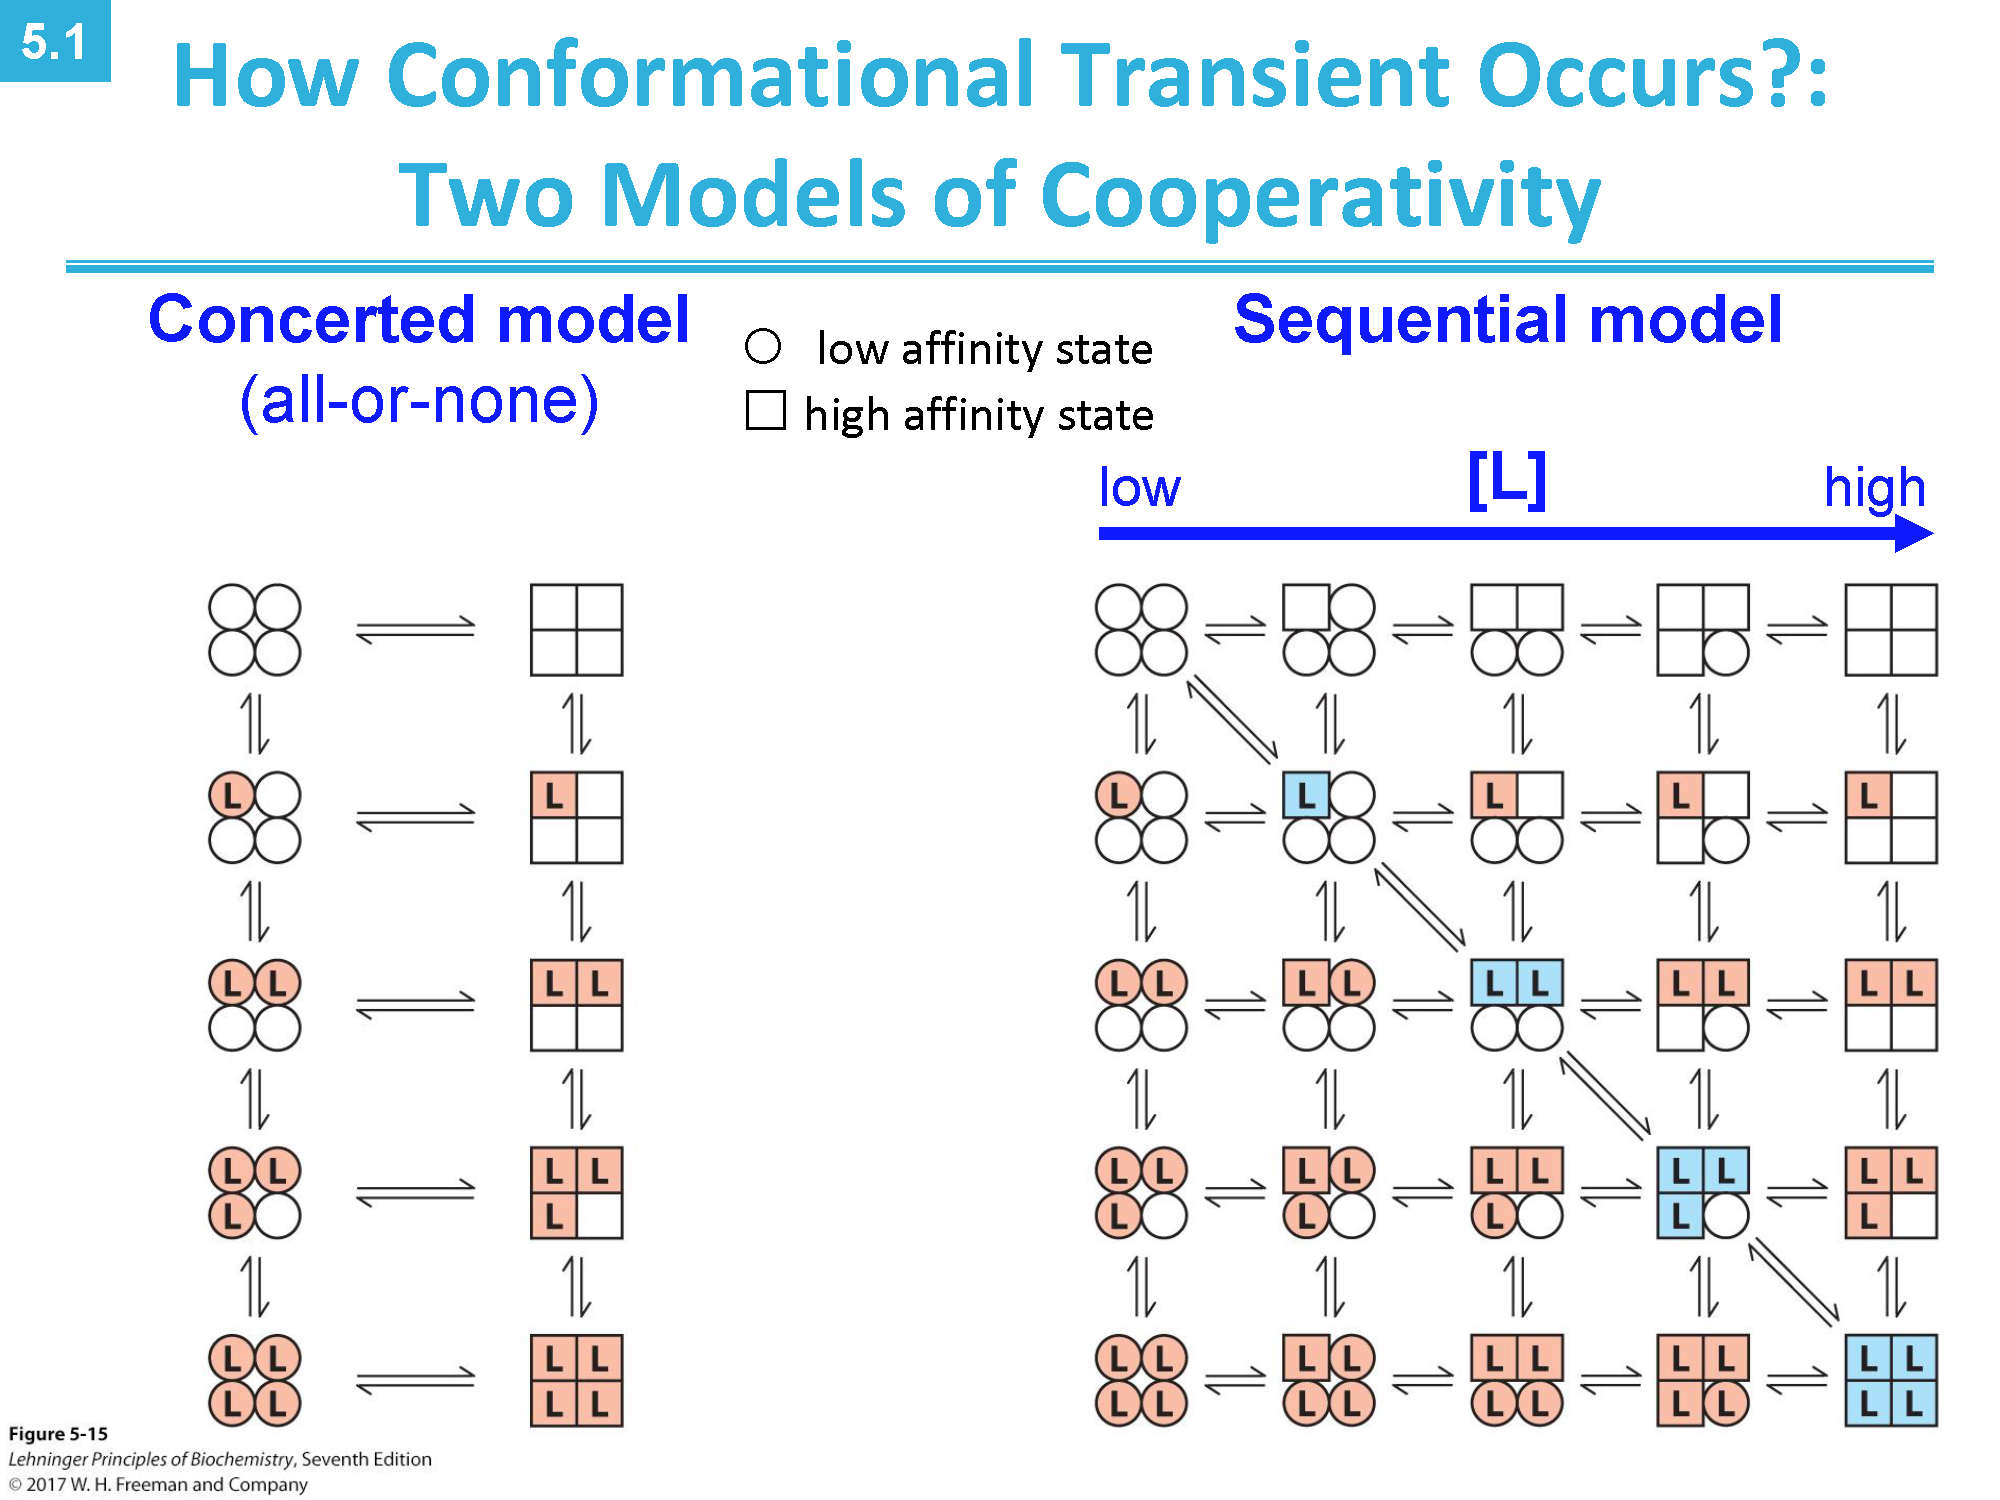 5.1
How Conformational Transient Occurs?:
Two Models of Cooperativity
Concerted model
(all-or-none)
low affinity state
high affinity state
Sequential model
low [L] high
L L L L L L
L L L L L L L L L L L L L L
L L L L L L L L L L L L L L
L L L L L L L
L L L L L L L L L L L L L L
L L L L L L L L L L L L L L
Figure 5-15
Lehninger Principles of Biochemistry, Seventh Edition
© 2017 W. H. Freeman and Company